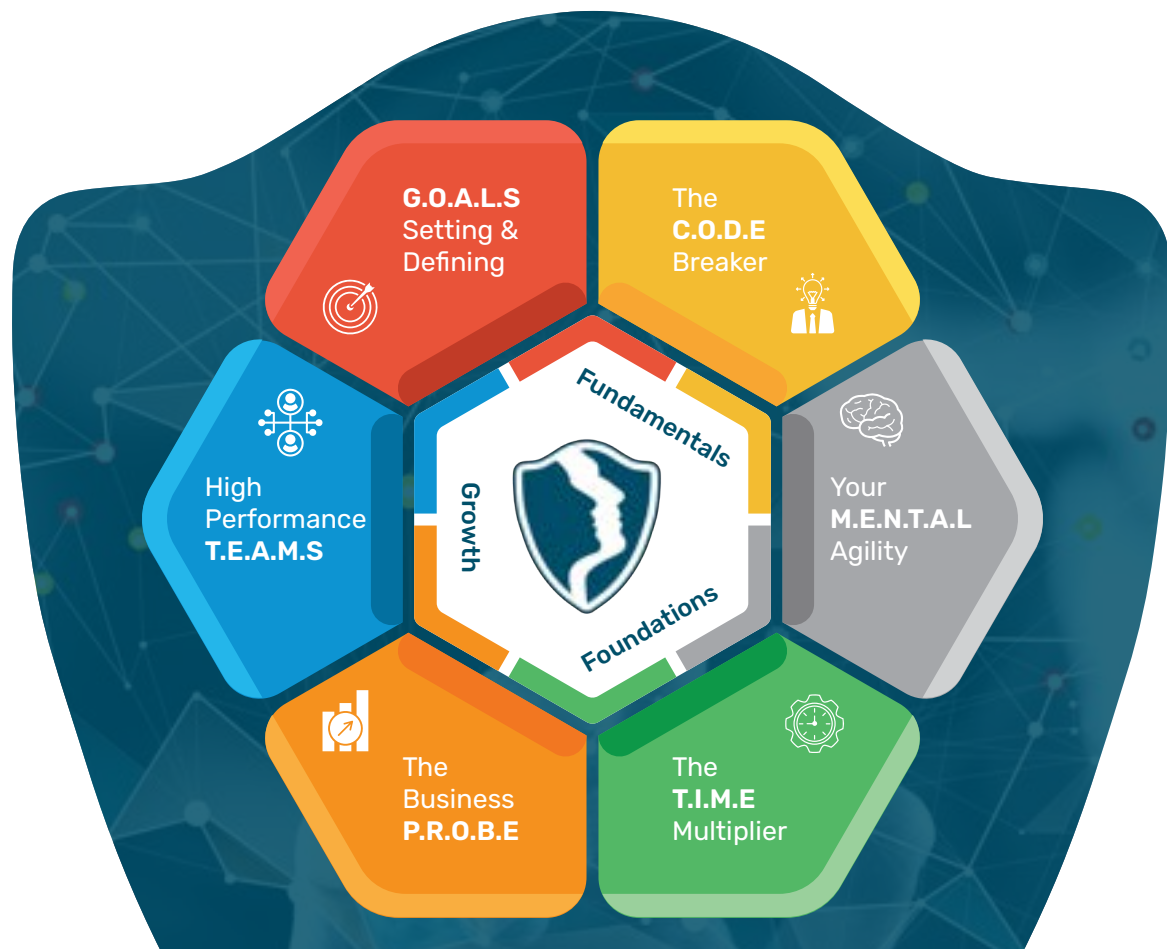 G.O.A.L.S
Setting &
Defining
The
C.O.D.E
Breaker
Your
M.E.N.T.A.L
Agility
The
T.I.M.E
Multiplier
The
Business
P.R.O.B.E
High
Performance
T.E.A.M.S
Fundamentals
Foundations
Growth